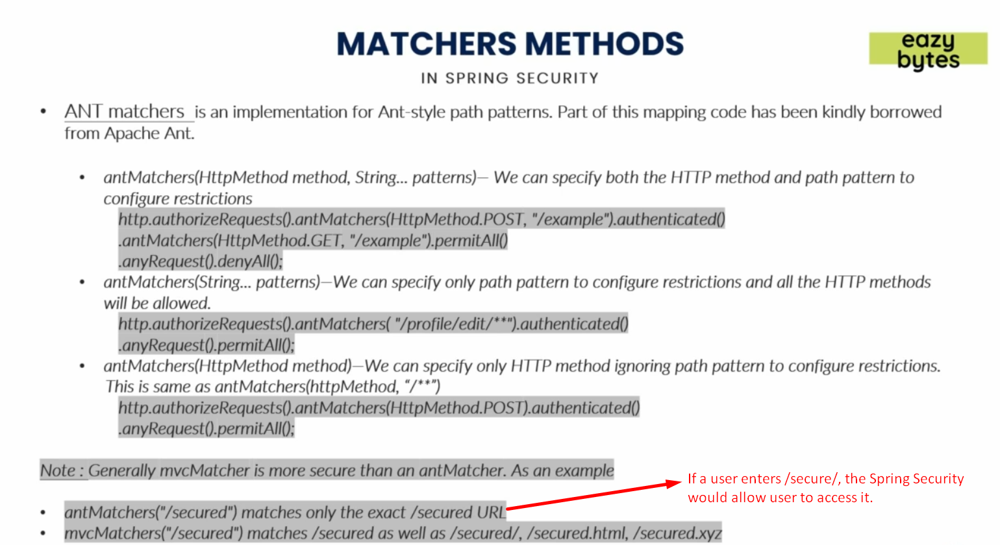 MATCHERS METHODS
eazy
bytes
IN SPRING SECURITY
• ANT matchers is an implementation for Ant-style path patterns. Part of this mapping code has been kindly borrowed
from Apache Ant.
• antMatchers(HttpMethod method, String... patterns)— We can specify both the HTTP method and path pattern to
configure restrictions
http.authorizeRequests().antMatchers(HttpMethod.POST, "/example").authenticated()
.antMatchers(HttpMethod.GET, "/example").permitAll()
.anyRequest().denyAll();
• antMatchers(String... patterns)—We can specify only path pattern to configure restrictions and all the HTTP methods
will be allowed.
http.authorizeRequests().antMatchers( "/profile/edit/**").authenticated()
.anyRequest().permitAll();
• antMatchers(HttpMethod method)—We can specify only HTTP method ignoring path pattern to configure restrictions.
This is same as antMatchers(httpMethod, “/**”)
http.authorizeRequests().antMatchers(HttpMethod.POST).authenticated()
.anyRequest().permitAll();
Note : Generally mvcMatcher is more secure than an antMatcher. As an example
If a user enters /secure/, the Spring Security
would allow user to access it.
• antMatchers("/secured") matches only the exact /secured URL
• mvcMatchers("/secured") matches /secured as well as /secured/, /secured.html, /secured.xyz